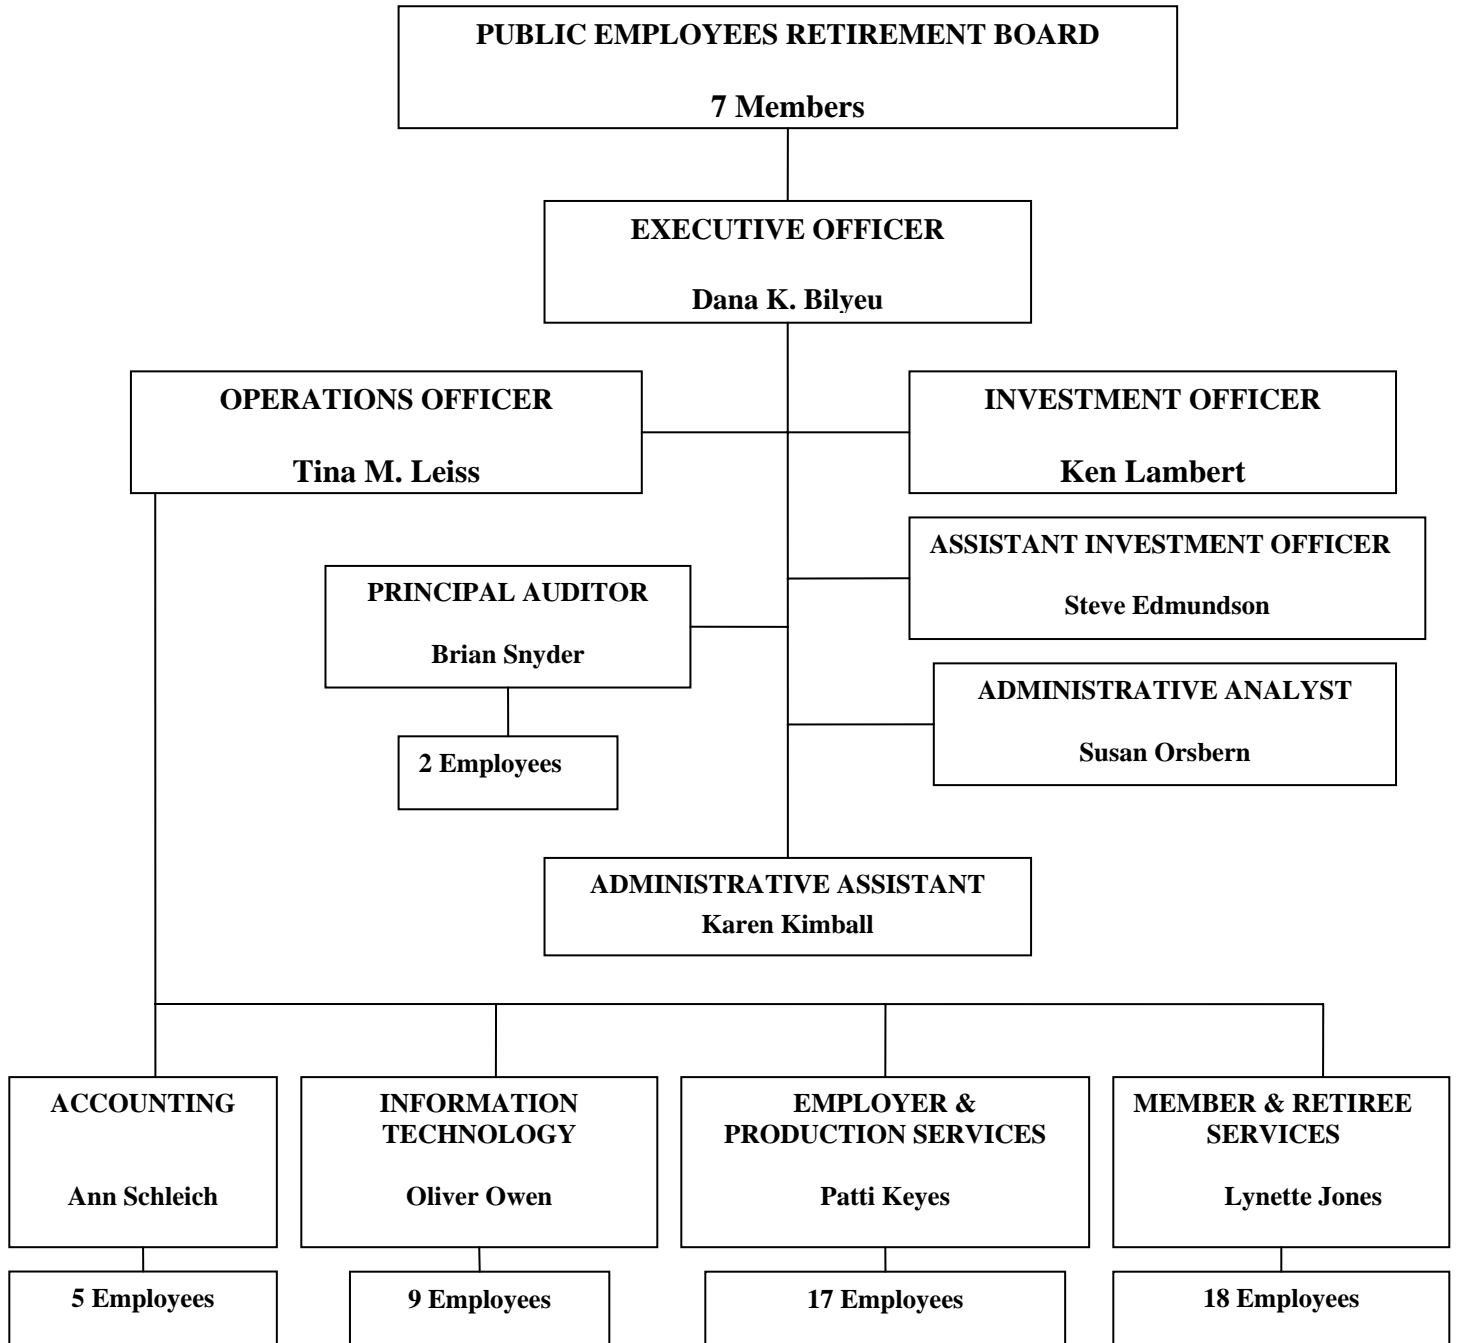 PUBLIC EMPLOYEES RETIREMENT BOARD
7 Members
EXECUTIVE OFFICER
Dana K. Bilyeu
OPERATIONS OFFICER
Tina M. Leiss
INVESTMENT OFFICER
Ken Lambert
ASSISTANT INVESTMENT OFFICER
Steve Edmundson
PRINCIPAL AUDITOR
Brian Snyder
2 Employees
ADMINISTRATIVE ANALYST
Susan Orsbern
ADMINISTRATIVE ASSISTANT
Karen Kimball
ACCOUNTING
Ann Schleich
5 Employees
INFORMATION
TECHNOLOGY
Oliver Owen
9 Employees
EMPLOYER &
PRODUCTION SERVICES
Patti Keyes
17 Employees
MEMBER & RETIREE
SERVICES
Lynette Jones
18 Employees